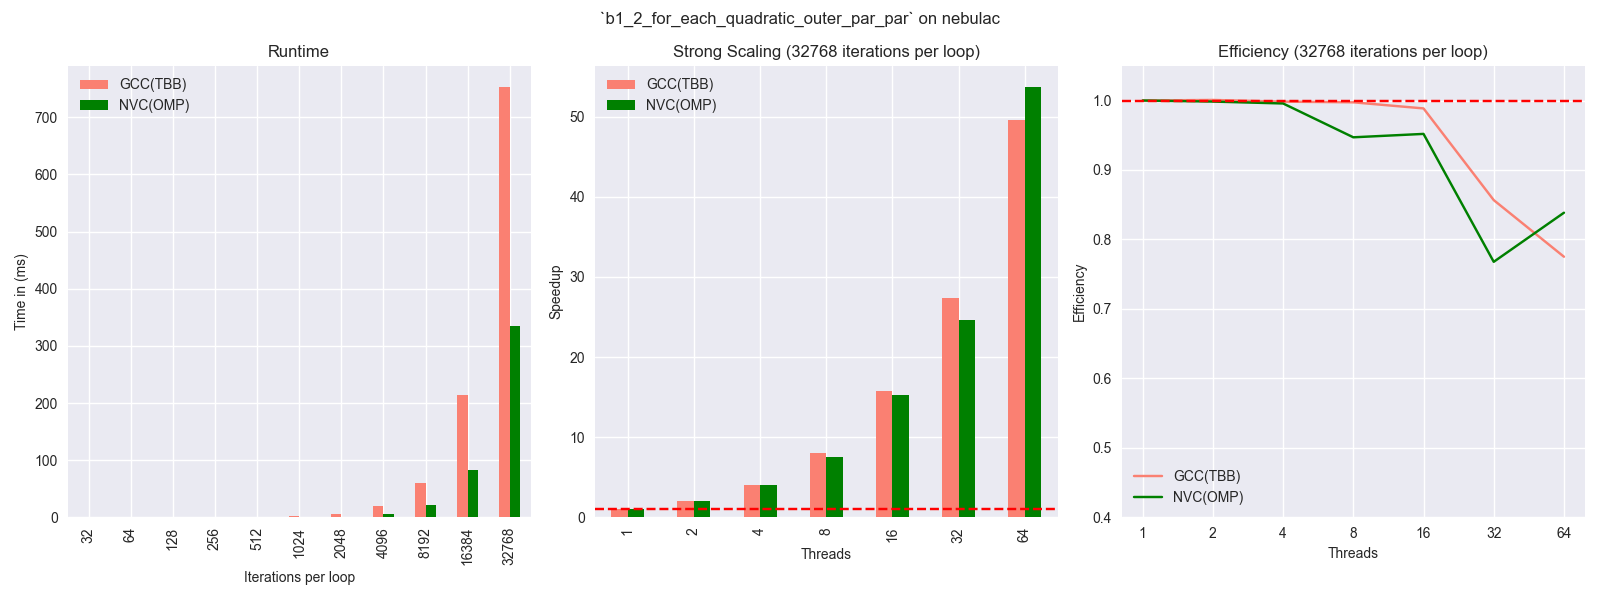 `b1_2_for_each_quadratic_outer_par_par` on nebulac
Runtime
GCC(TBB)
NVC(OMP)
Time in (ms)
700
600
500
400
300
200
100
0
32
64
128
256
512
1024
2048
4096
8192
16384
32768
Iterations per loop
Strong Scaling (32768 iterations per loop)
GCC(TBB)
NVC(OMP)
Speedup
50
40
30
20
10
0
1
2
4
8
16
32
64
Threads
Efficiency (32768 iterations per loop)
Efficiency
1.0
0.9
0.8
0.7
0.6
0.5
0.4
GCC(TBB)
NVC(OMP)
1
2
4
8
16
32
64
Threads